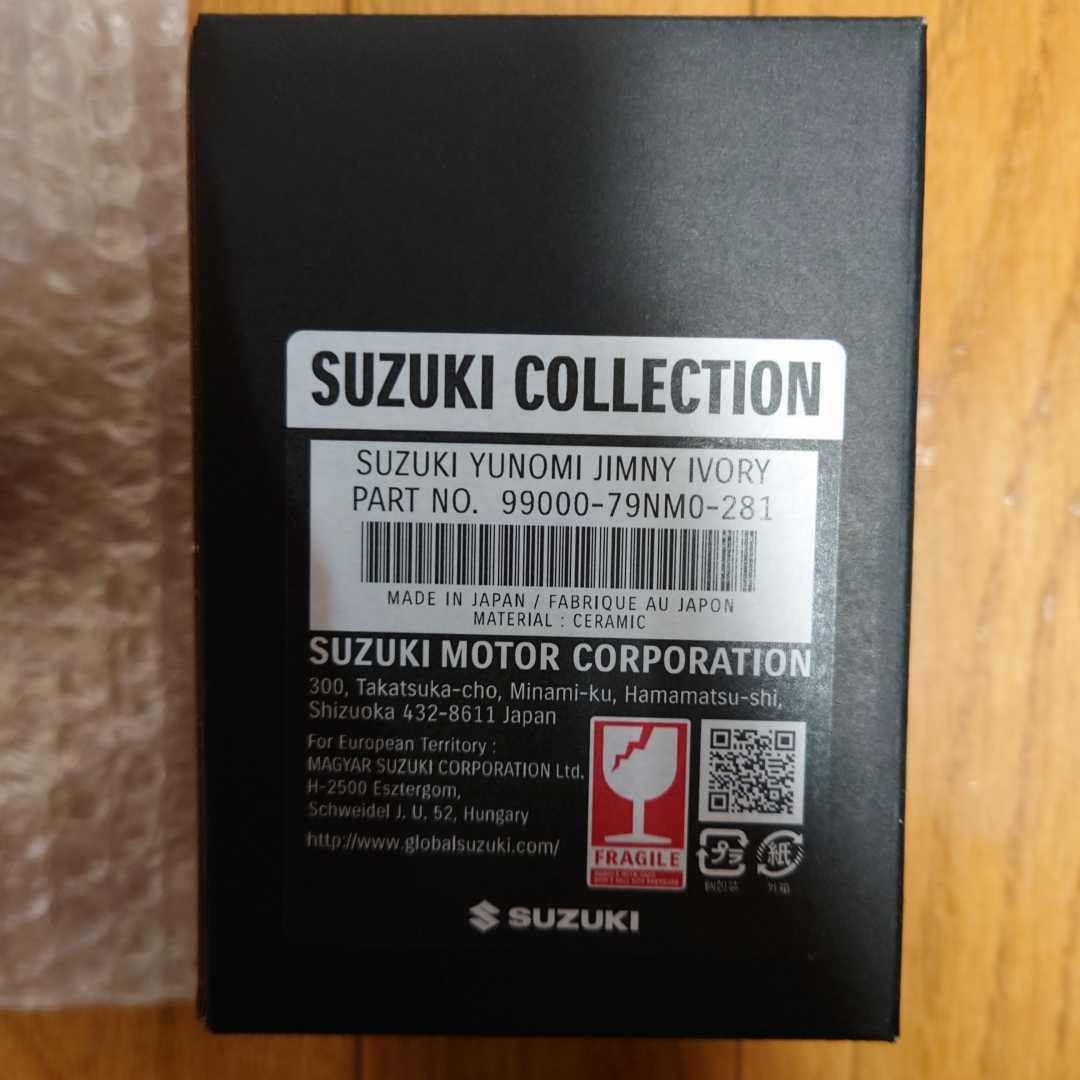 SUZUKI COLLECTION
SUZUKI YUNOMI JIMNY IVORY
PART NO. 99000-79NM0-281
MADE IN JAPAN / FABRIQUE AU JAPON
MATERIAL : CERAMIC
SUZUKI MOTOR CORPORATION
300, Takatsuka-cho, Minami-ku, Hamamatsu-shi,
Shizuoka 432-8611 Japan
For European Territory :
MAGYAR SUZUKI CORPORATION Ltd.
H-2500 Esztergom,
Schweidel J. U. 52, Hungary
http://www.globalsuzuki.com/
FRAGILE
プラ
紙
外箱
SUZUKI